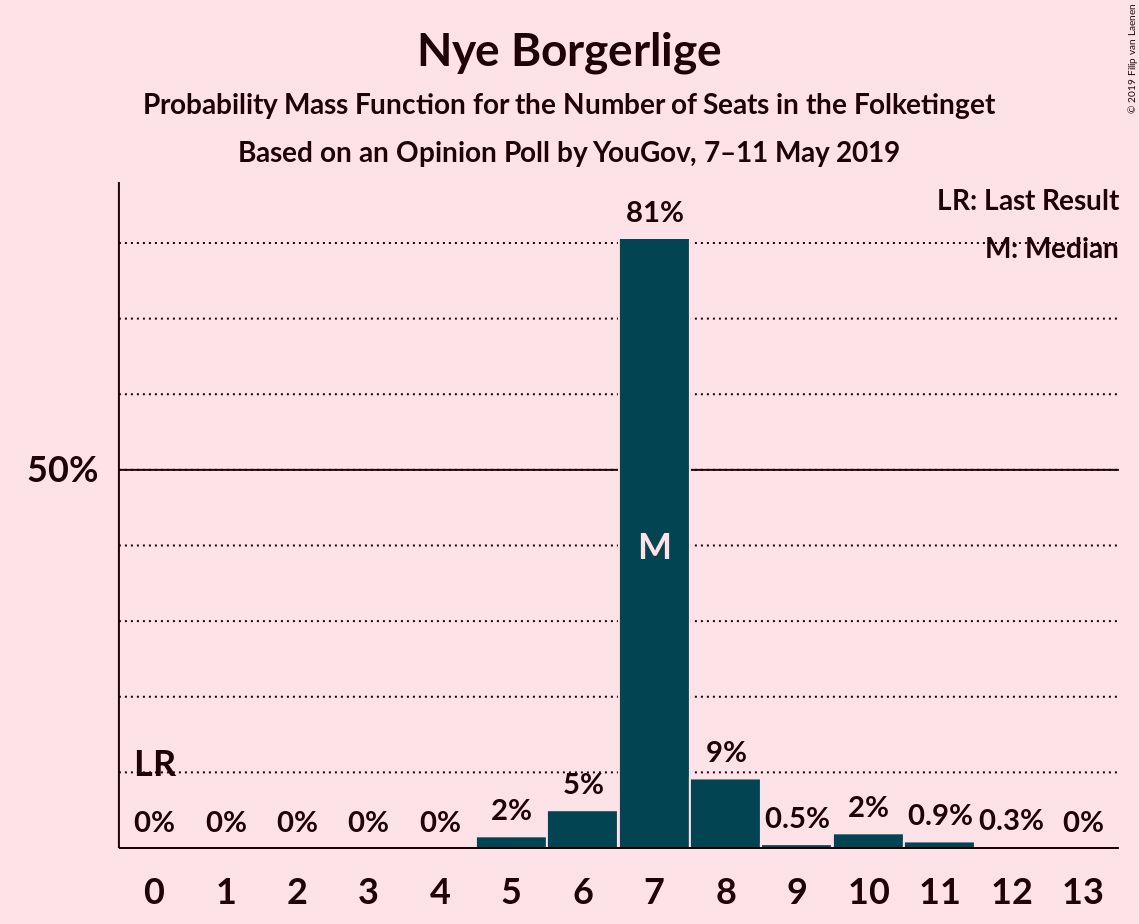 Nye Borgerlige
Probability Mass Function for the Number of Seats in the Folketinget
Based on an Opinion Poll by YouGov, 7–11 May 2019
© 2019 Filip van Laenen
LR: Last Result
M: Median
81%
50%
M
LR
0% 0% 0% 0% 0% 2% 5% 9% 0.5% 2% 0.9% 0.3% 0%
0 1 2 3 4 5 6 7 8 9 10 11 12 13